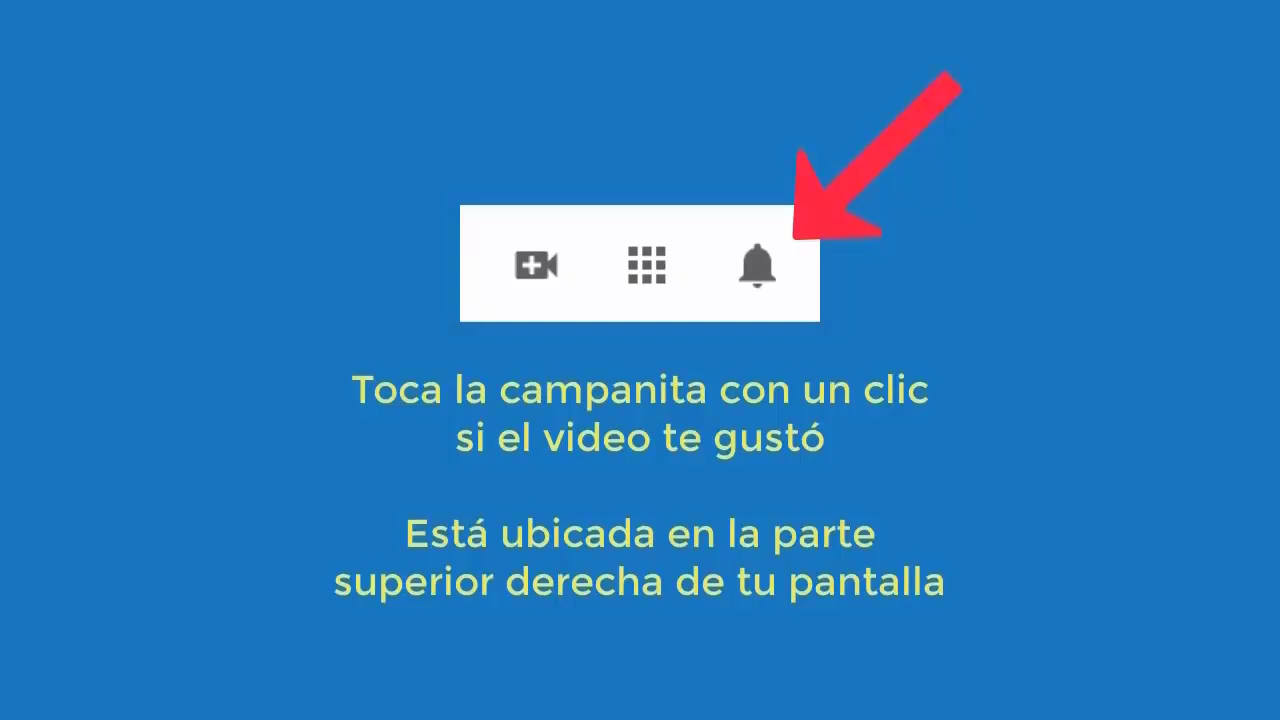 Toca la campanita con un clic
si el video te gustó
Está ubicada en la parte
superior derecha de tu pantalla